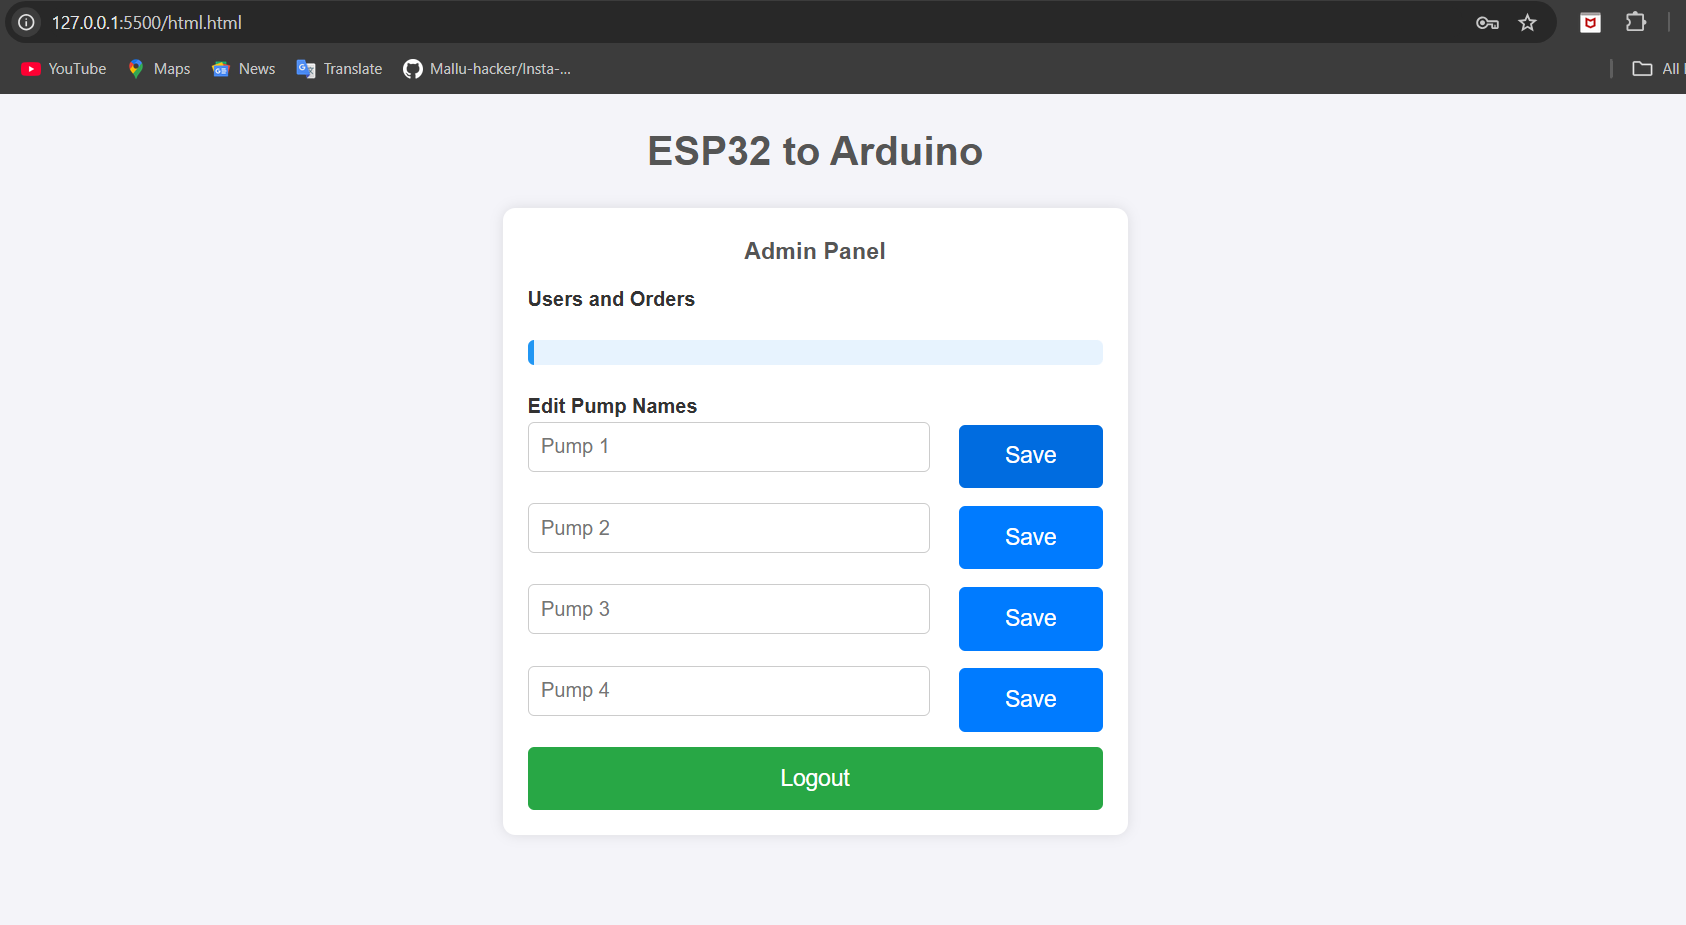 127.0.0.1:5500/html.html
YouTube Maps News Translate Mallu-hacker/Insta-... All
ESP32 to Arduino
Admin Panel
Users and Orders
Edit Pump Names
Pump 1 Save
Pump 2 Save
Pump 3 Save
Pump 4 Save
Logout